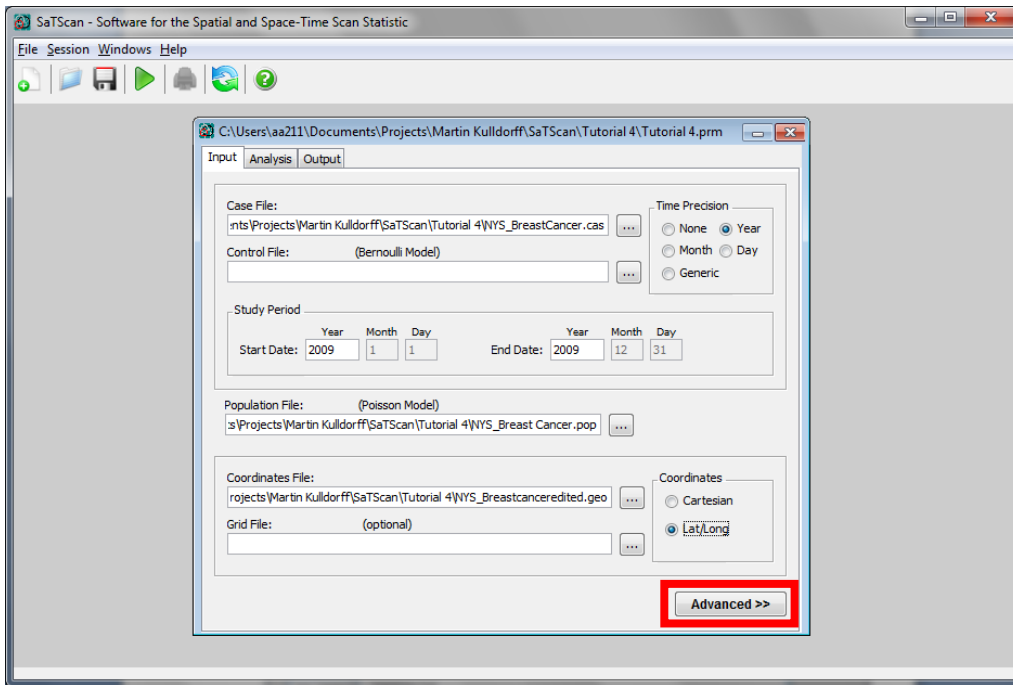 SaTScan - Software for the Spatial and Space-Time Scan Statistic
File Session Windows Help
C:\Users\aa211\Documents\Projects\Martin Kulldorff\SaTScan\Tutorial 4\Tutorial 4.prm
Input Analysis Output
Case File:
nts\Projects\Martin Kulldorff\SaTScan\Tutorial 4\NYS_BreastCancer.cas ...
Time Precision
None Year
Month Day
Generic
Control File: (Bernoulli Model)
...
Study Period
Year Month Day Year Month Day
Start Date: 2009 1 1 End Date: 2009 12 31
Population File: (Poisson Model)
s\Projects\Martin Kulldorff\SaTScan\Tutorial 4\NYS_Breast Cancer.pop ...
Coordinates File:
rojects\Martin Kulldorff\SaTScan\Tutorial 4\NYS_Breastcanceredited.geo ...
Coordinates
Cartesian
Lat/Long
Grid File: (optional)
...
Advanced >>